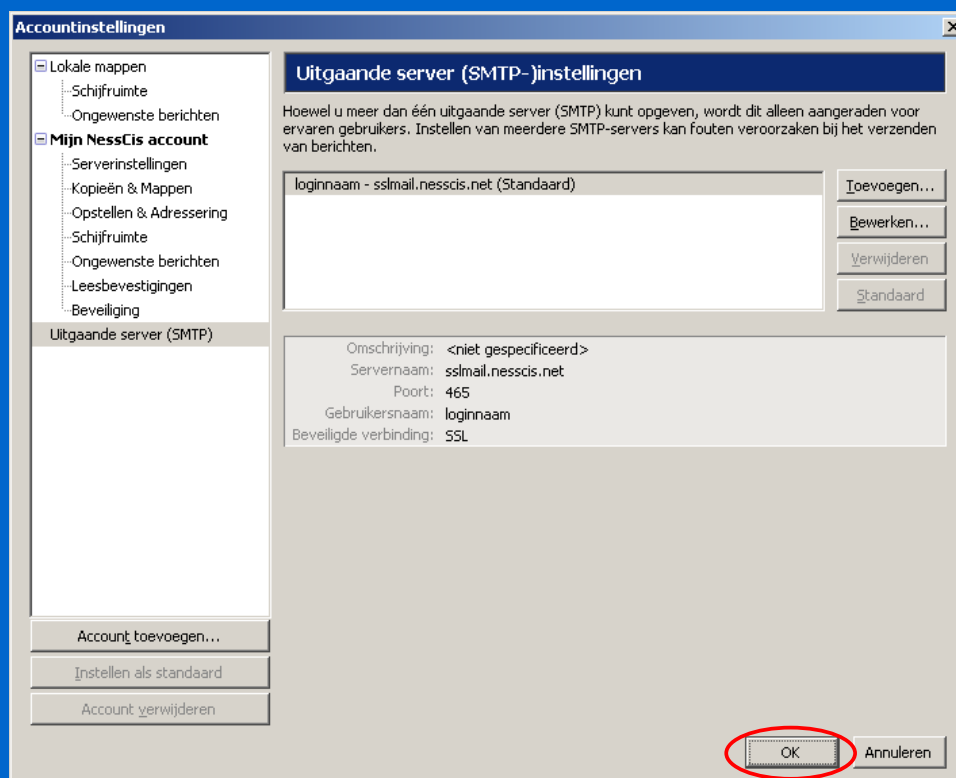 Accountinstellingen
Lokale mappen
Schijfruimte
Ongewenste berichten
Mijn NessCis account
Serverinstellingen
Kopieën & Mappen
Opstellen & Adressering
Schijfruimte
Ongewenste berichten
Leesbevestigingen
Beveiliging
Uitgaande server (SMTP)
Account toevoegen...
Instellen als standaard
Account verwijderen
Uitgaande server (SMTP-)instellingen
Hoewel u meer dan één uitgaande server (SMTP) kunt opgeven, wordt dit alleen aangeraden voor
ervaren gebruikers. Instellen van meerdere SMTP-servers kan fouten veroorzaken bij het verzenden
van berichten.
loginnaam - sslmail.nesscis.net (Standaard)
Toevoegen...
Bewerken...
Verwijderen
Standaard
Omschrijving: <niet gespecificeerd>
Servernaam: sslmail.nesscis.net
Poort: 465
Gebruikersnaam: loginnaam
Beveiligde verbinding: SSL
OK
Annuleren